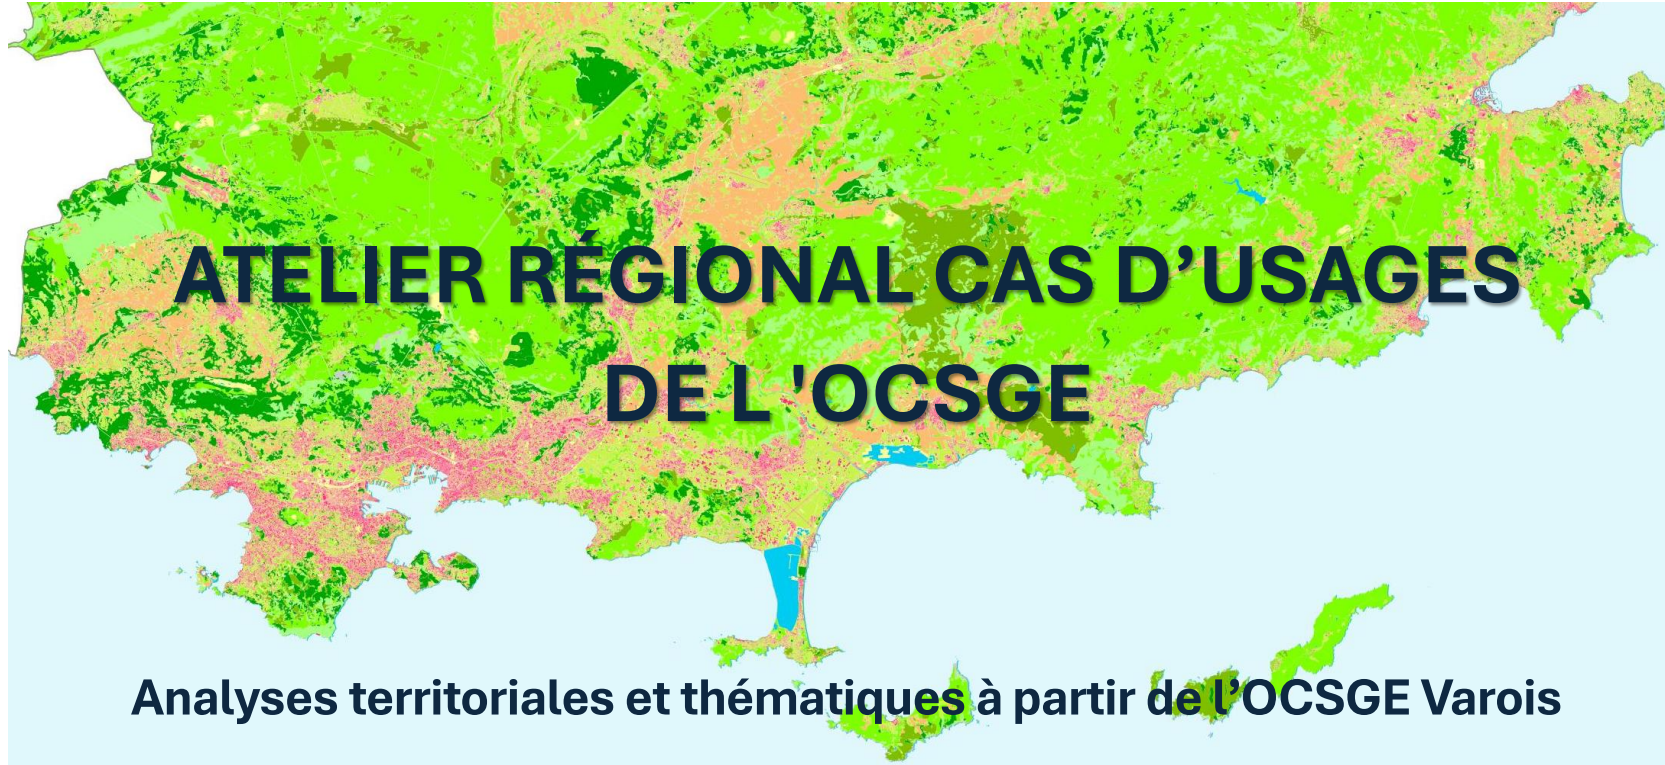 ATELIER RÉGIONAL CAS D’USAGES
DE L 'OCSGE
Analyses territoriales et thématiques à partir de l’OCSGE Varois